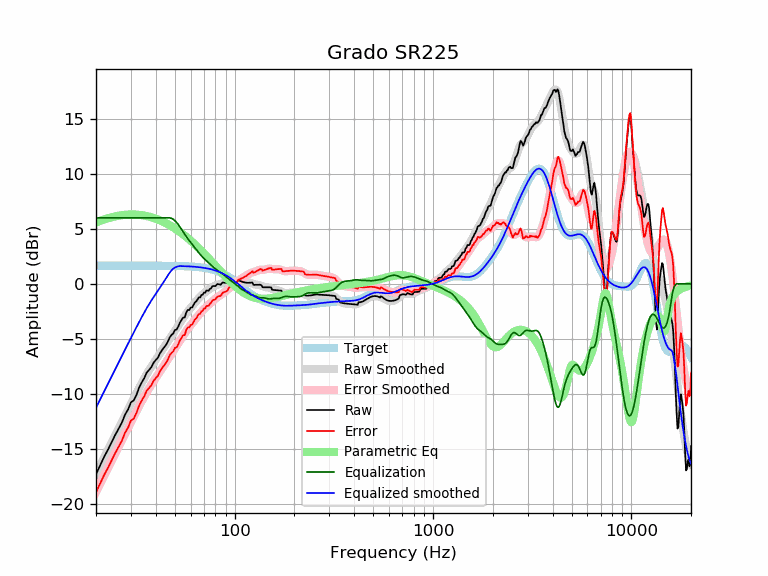 Grado SR225
Amplitude (dBr)
15
10
5
0
−5
−10
−15
−20
Target
Raw Smoothed
Error Smoothed
Raw
Error
Parametric Eq
Equalization
Equalized smoothed
100
1000
10000
Frequency (Hz)